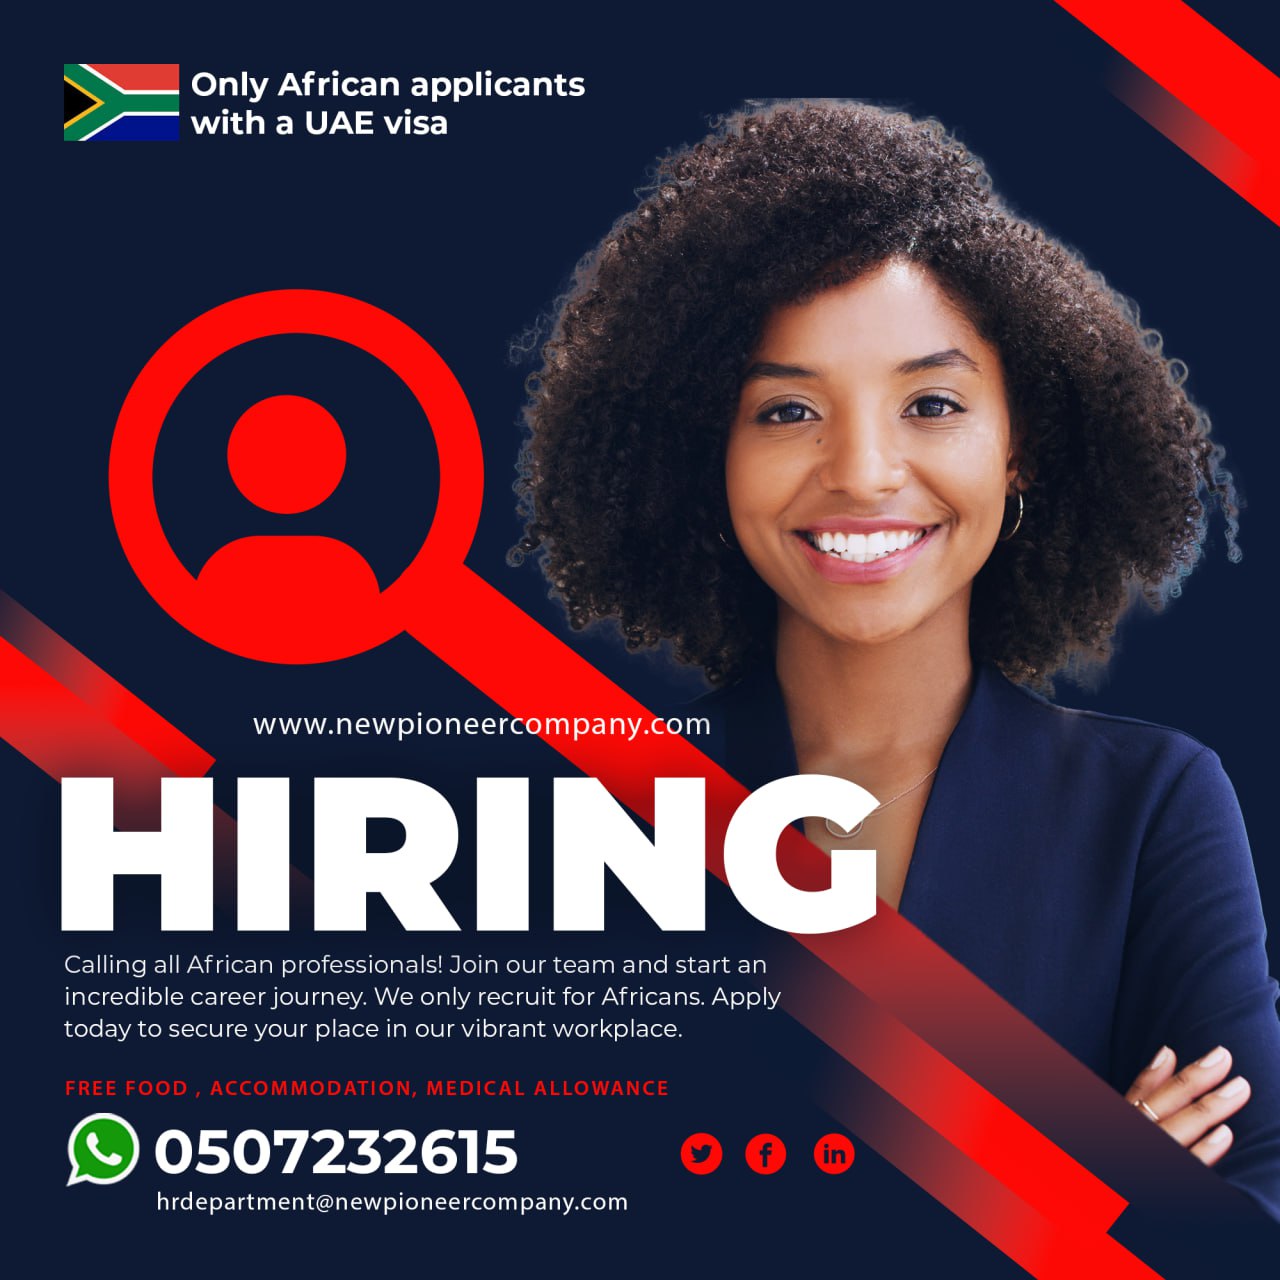 Only African applicants
with a UAE visa
www.newpioneercompany.com
HIRING
Calling all African professionals! Join our team and start an
incredible career journey. We only recruit for Africans. Apply
today to secure your place in our vibrant workplace.
FREE FOOD , ACCOMMODATION, MEDICAL ALLOWANCE
0507232615
hrdepartment@newpioneercompany.com